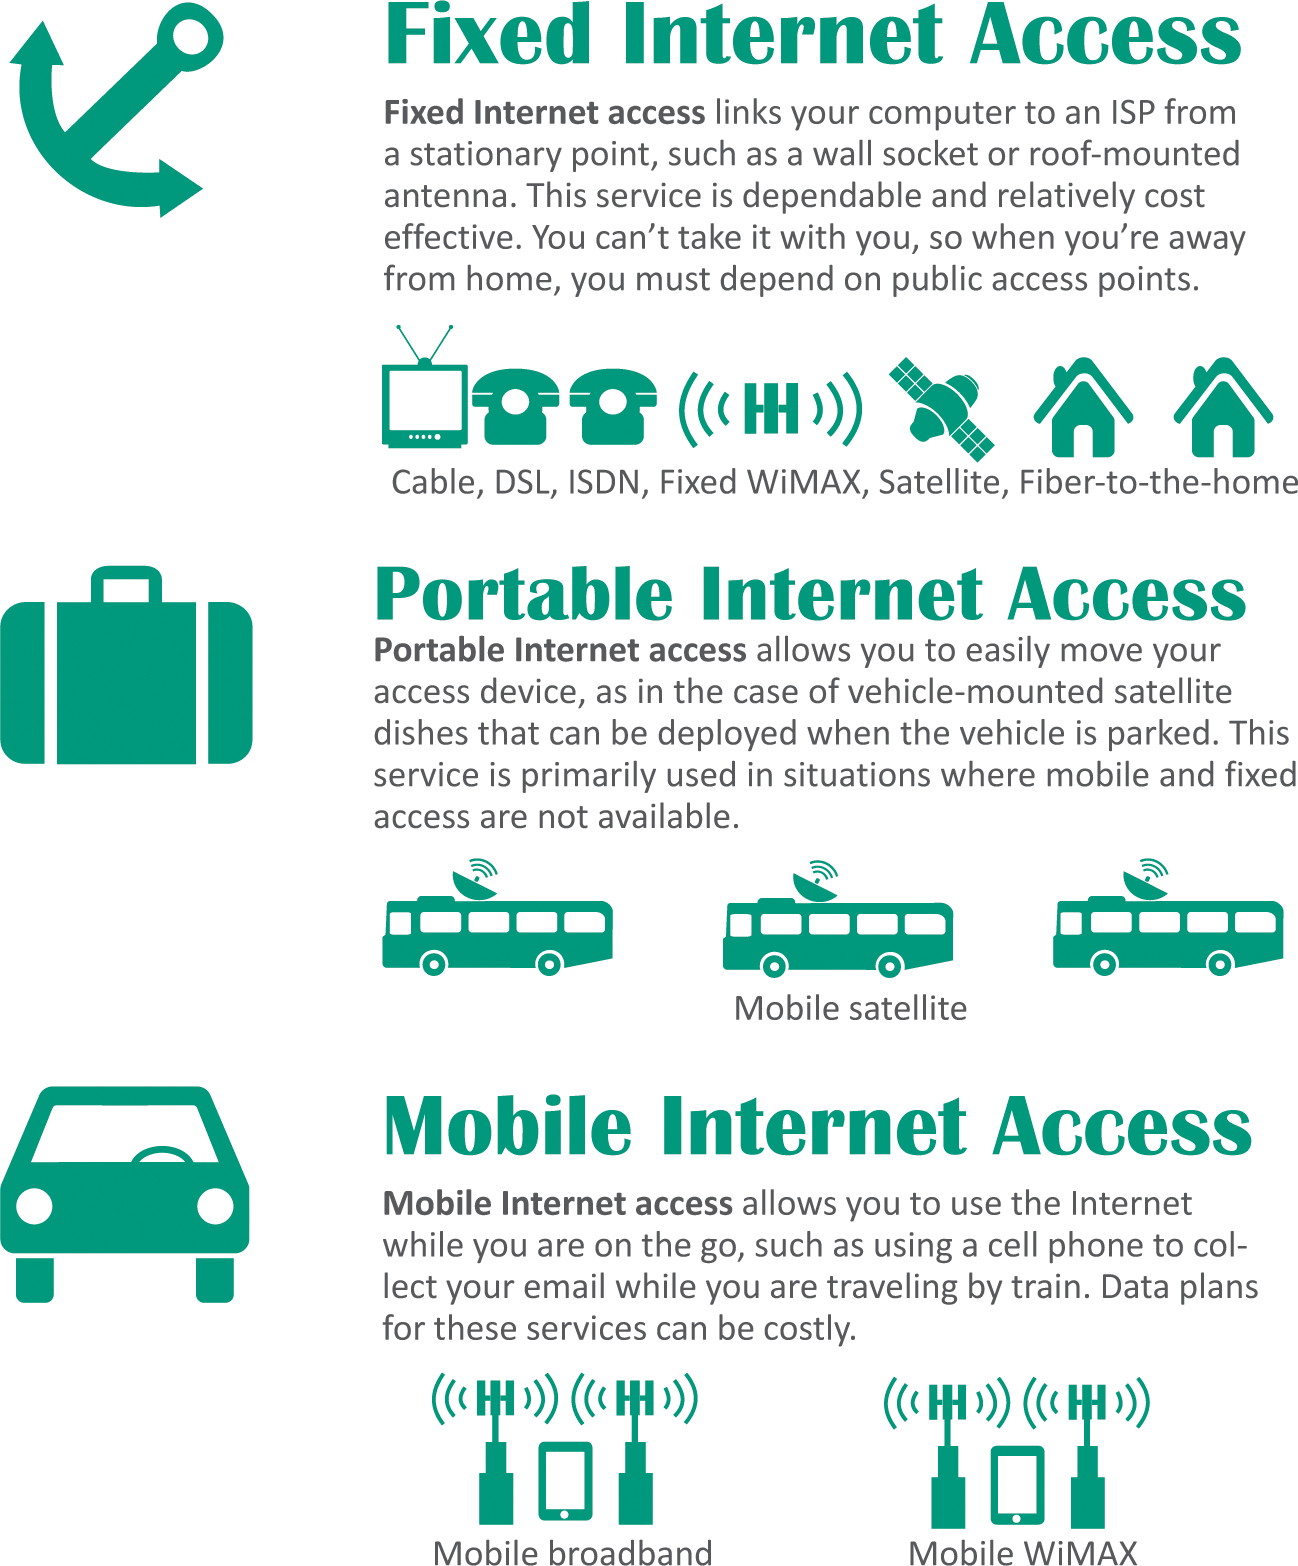 Fixed Internet Access
Fixed Internet access links your computer to an ISP from
a stationary point, such as a wall socket or roof-mounted
antenna. This service is dependable and relatively cost
effective. You can’t take it with you, so when you’re away
from home, you must depend on public access points.
Cable, DSL, ISDN, Fixed WiMAX, Satellite, Fiber-to-the-home
Portable Internet Access
Portable Internet access allows you to easily move your
access device, as in the case of vehicle-mounted satellite
dishes that can be deployed when the vehicle is parked. This
service is primarily used in situations where mobile and fixed
access are not available.
Mobile satellite
Mobile Internet Access
Mobile Internet access allows you to use the Internet
while you are on the go, such as using a cell phone to col-
lect your email while you are traveling by train. Data plans
for these services can be costly.
Mobile broadband
Mobile WiMAX